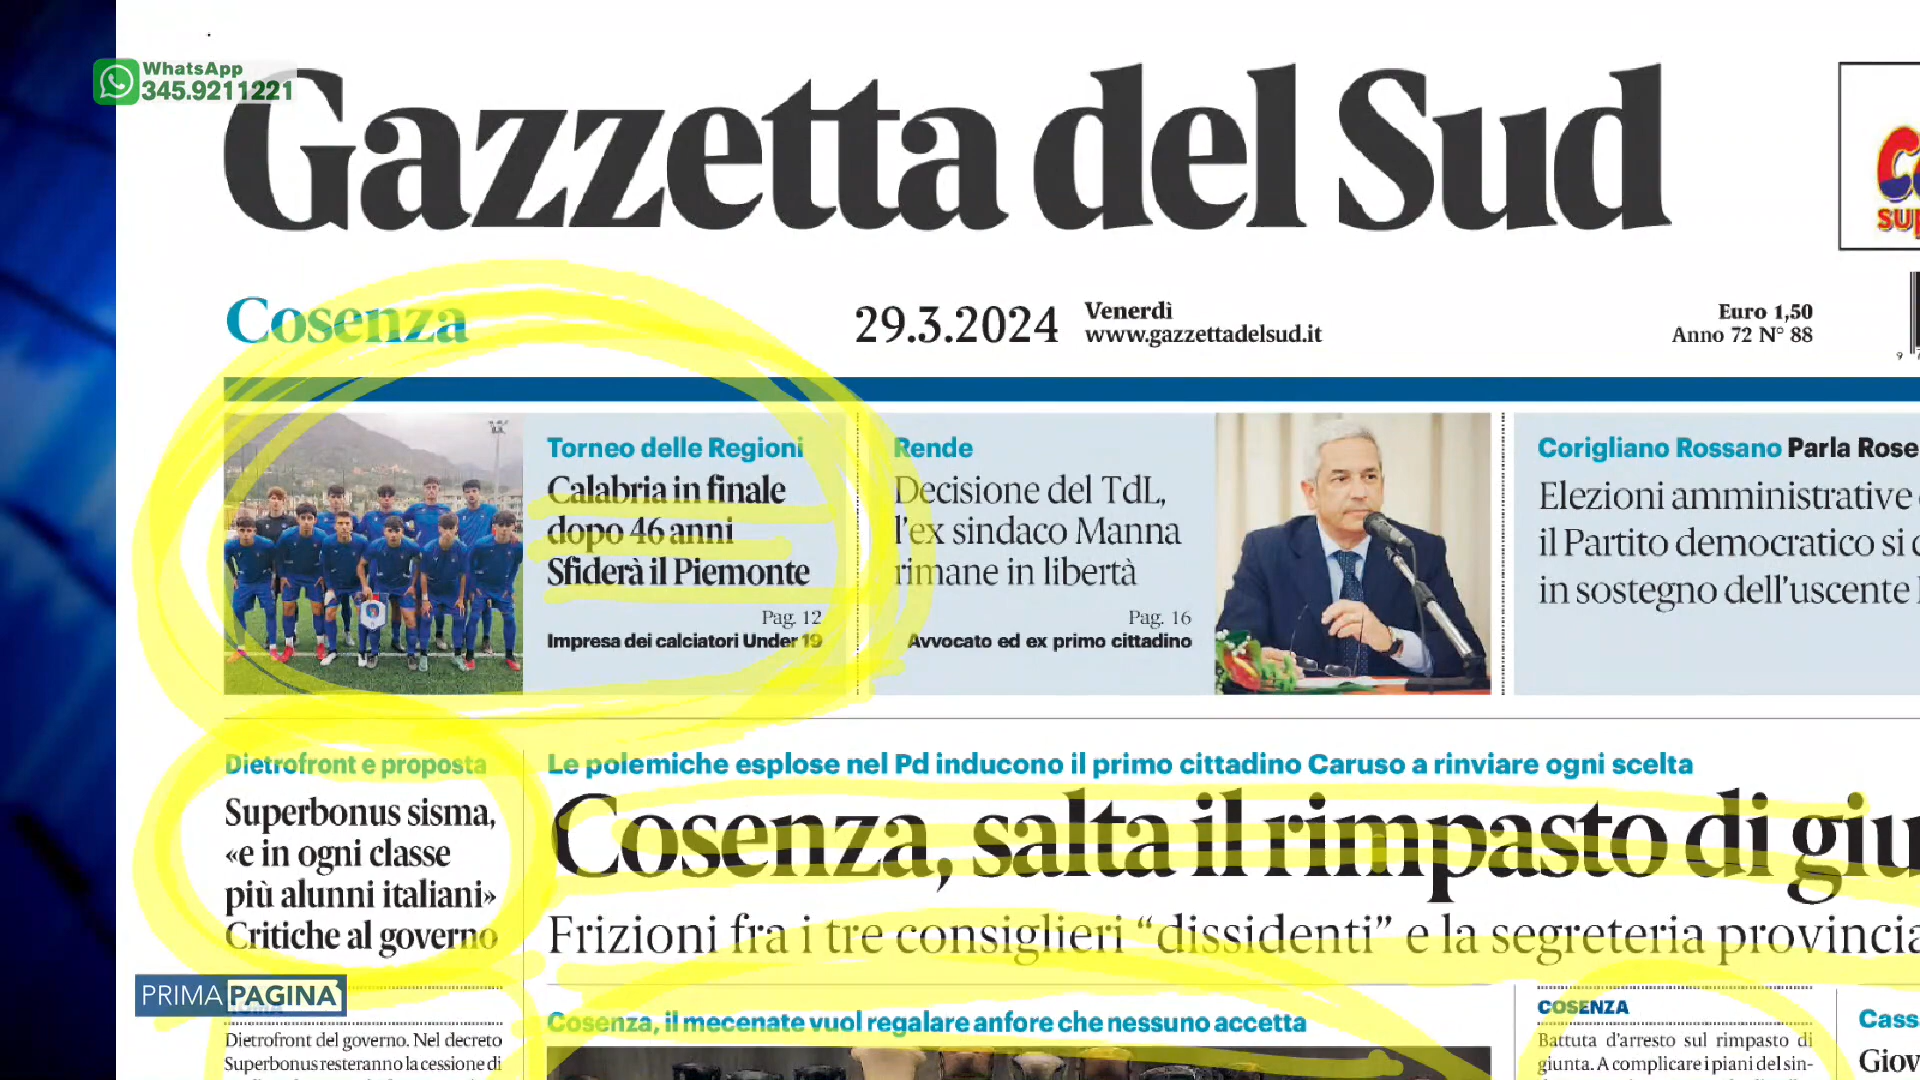 WhatsApp
345.9211221
Gazzetta del Sud
Cosenza
29.3.2024
Venerdì
www.gazzettadelsud.it
Euro 1,50
Anno 72 N° 88
Torneo delle Regioni
Calabria in finale
dopo 46 anni
Sfiderà il Piemonte
Pag. 12
Impresa dei calciatori Under 19
Rende
Decisione del TdL,
l'ex sindaco Manna
rimane in libertà
Pag. 16
Avvocato ed ex primo cittadino
Corigliano Rossano Parla Rose
Elezioni amministrative
il Partito democratico si
in sostegno dell'uscente
Dietrofront e proposta
Superbonus sisma,
«e in ogni classe
più alunni italiani»
Critiche al governo
Le polemiche esplose nel Pd inducono il primo cittadino Caruso a rinviare ogni scelta
Cosenza, salta il rimpasto di giu
Frizioni fra i tre consiglieri “dissidenti” e la segreteria provincia
PRIMA PAGINA
Dietrofront del governo. Nel decreto
Superbonus resteranno la cessione di
Cosenza, il mecenate vuol regalare anfore che nessuno accetta
COSENZA
Battuta d'arresto sul rimpasto di
giunta. A complicare i piani del sin-
Cass
Giov